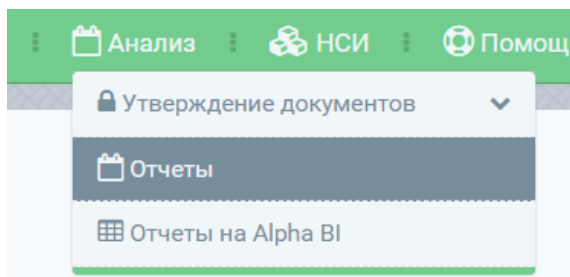 Анализ НСИ Помощ
Утверждение документов
Отчеты
Отчеты на Alpha BI